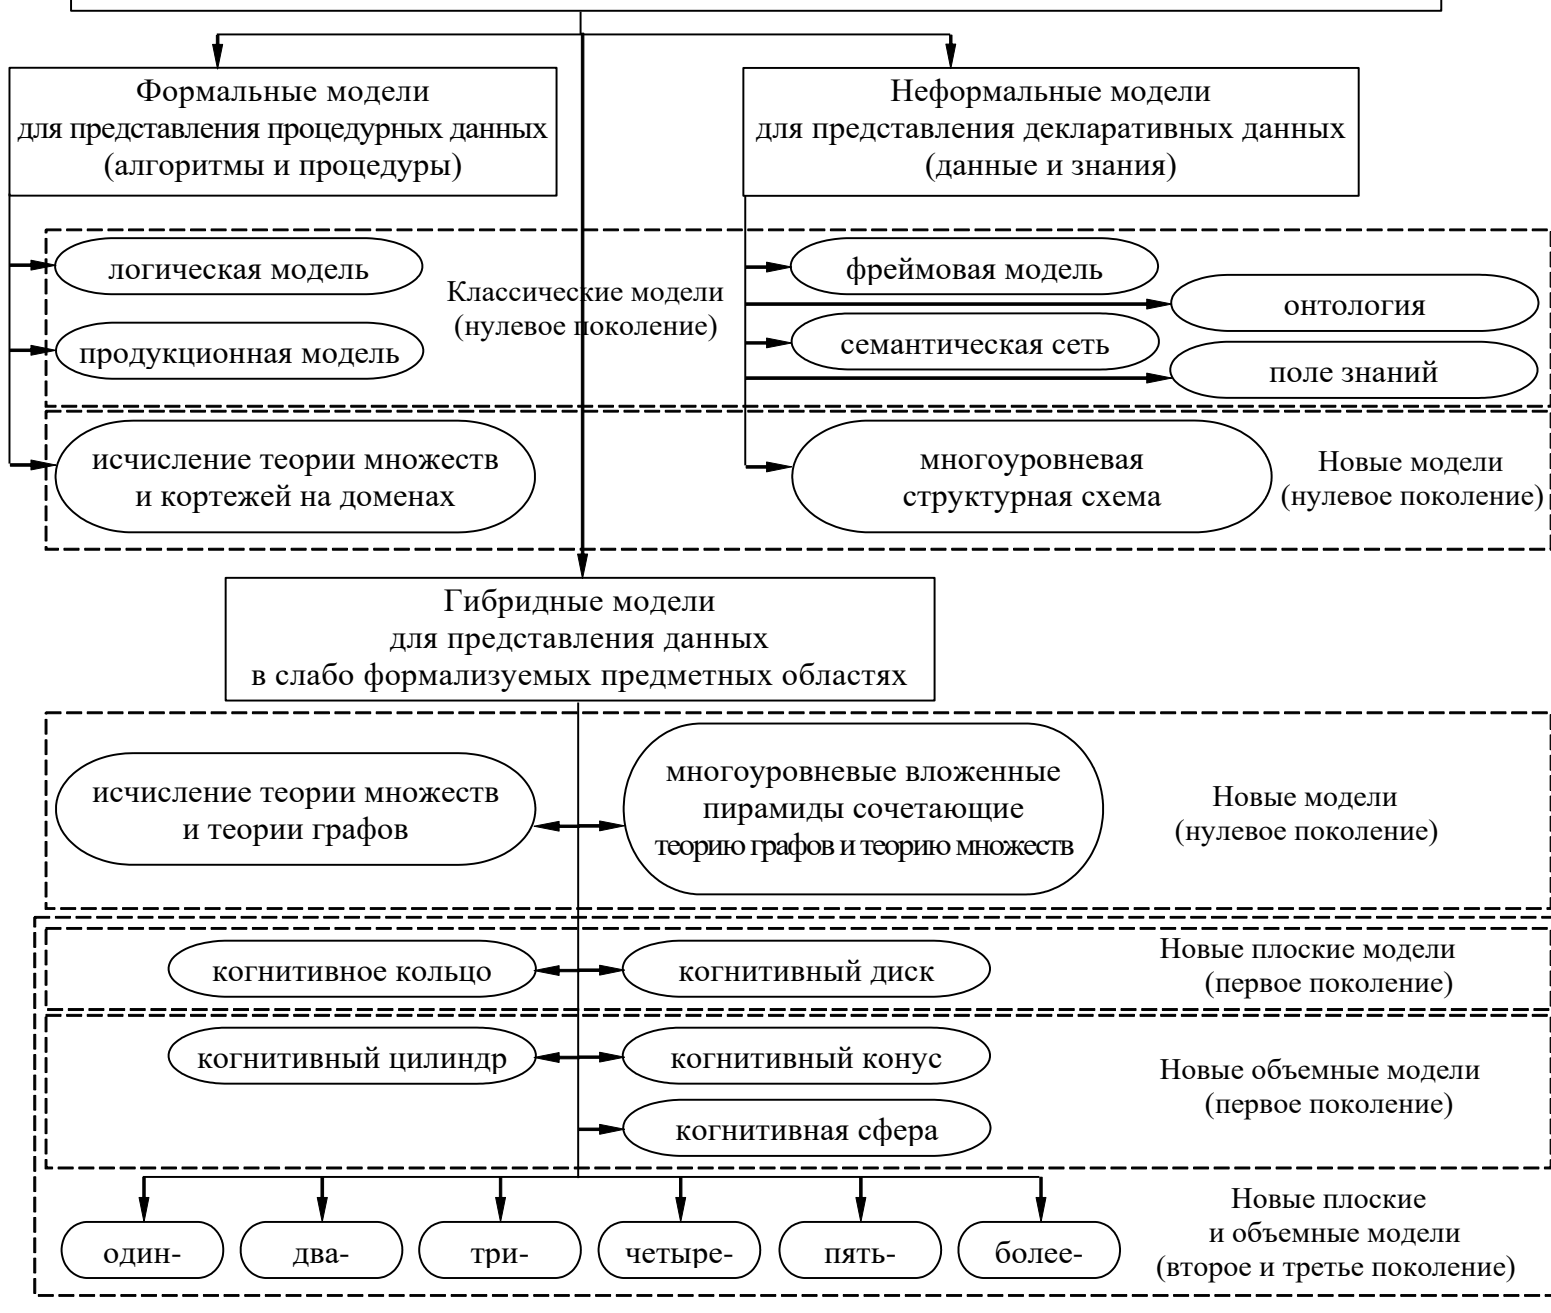 Формальные модели
для представления процедурных данных
(алгоритмы и процедуры)
Неформальные модели
для представления декларативных данных
(данные и знания)
логическая модель
продукционная модель
Классические модели
(нулевое поколение)
фреймовая модель
онтология
семантическая сеть
поле знаний
исчисление теории множеств
и кортежей на доменах
многоуровневая
структурная схема
Новые модели
(нулевое поколение)
Гибридные модели
для представления данных
в слабо формализуемых предметных областях
исчисление теории множеств
и теории графов
многоуровневые вложенные
пирамиды сочетающие
теорию графов и теорию множеств
Новые модели
(нулевое поколение)
когнитивное кольцо
когнитивный диск
Новые плоские модели
(первое поколение)
когнитивный цилиндр
когнитивный конус
когнитивная сфера
Новые объемные модели
(первое поколение)
один-
два-
три-
четыре-
пять-
более-
Новые плоские
и объемные модели
(второе и третье поколение)